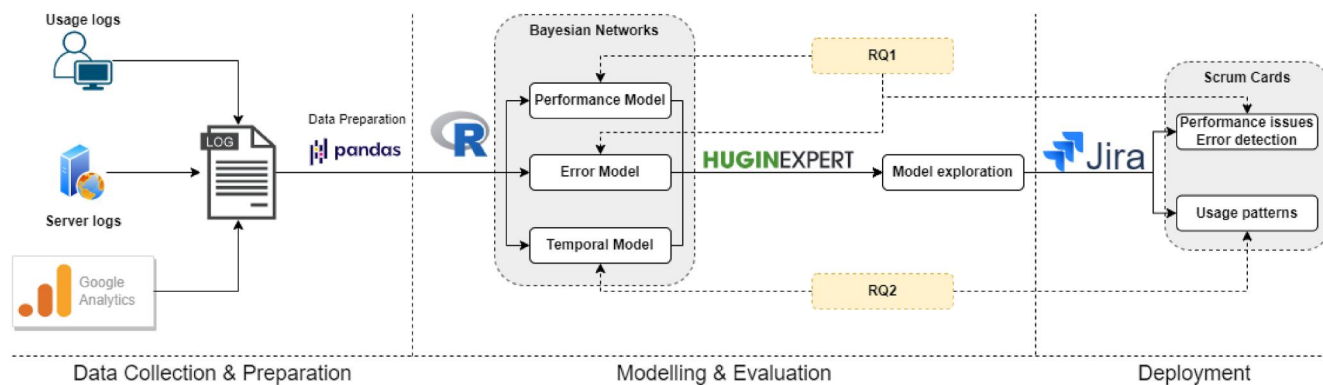 Usage logs
Server logs
Google
Analytics
LOG
Data Preparation
pandas
R
Bayesian Networks
Performance Model
Error Model
Temporal Model
HUGINEXPERT
RQ1
Model exploration
RQ2
Jira
Scrum Cards
Performance issues
Error detection
Usage patterns
Data Collection & Preparation
Modelling & Evaluation
Deployment